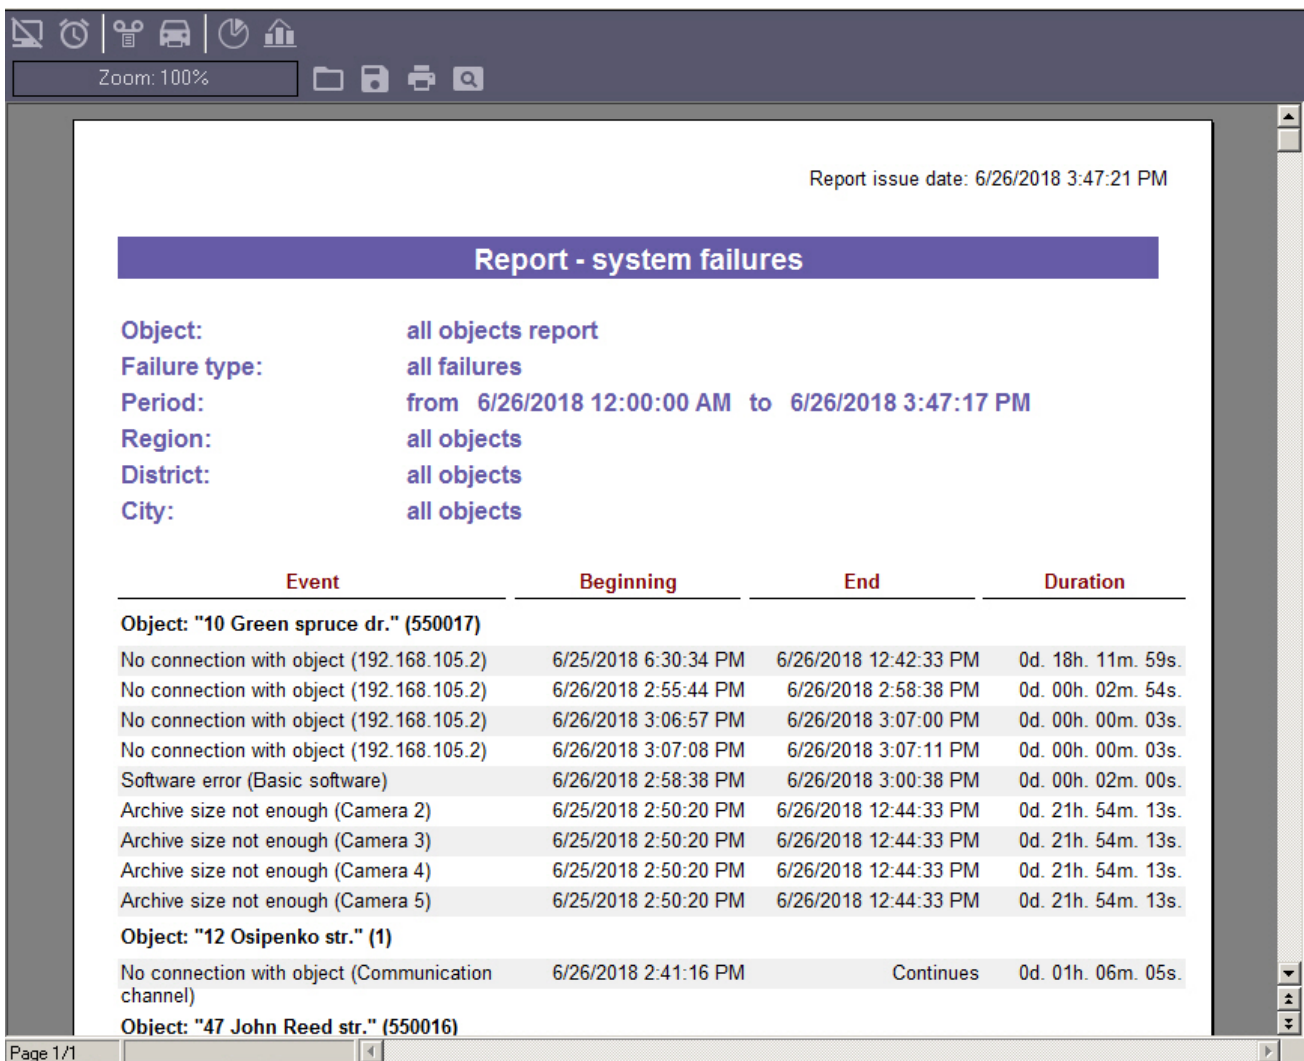 Zoom: 100%
Report issue date: 6/26/2018 3:47:21 PM
Report - system failures
Object: all objects report
Failure type: all failures
Period: from 6/26/2018 12:00:00 AM to 6/26/2018 3:47:17 PM
Region: all objects
District: all objects
City: all objects
Event Beginning End Duration
Object: "10 Green spruce dr." (550017)
No connection with object (192.168.105.2) 6/25/2018 6:30:34 PM 6/26/2018 12:42:33 PM 0d. 18h. 11m. 59s.
No connection with object (192.168.105.2) 6/26/2018 2:55:44 PM 6/26/2018 2:58:38 PM 0d. 00h. 02m. 54s.
No connection with object (192.168.105.2) 6/26/2018 3:06:57 PM 6/26/2018 3:07:00 PM 0d. 00h. 00m. 03s.
No connection with object (192.168.105.2) 6/26/2018 3:07:08 PM 6/26/2018 3:07:11 PM 0d. 00h. 00m. 03s.
Software error (Basic software) 6/26/2018 2:58:38 PM 6/26/2018 3:00:38 PM 0d. 00h. 02m. 00s.
Archive size not enough (Camera 2) 6/25/2018 2:50:20 PM 6/26/2018 12:44:33 PM 0d. 21h. 54m. 13s.
Archive size not enough (Camera 3) 6/25/2018 2:50:20 PM 6/26/2018 12:44:33 PM 0d. 21h. 54m. 13s.
Archive size not enough (Camera 4) 6/25/2018 2:50:20 PM 6/26/2018 12:44:33 PM 0d. 21h. 54m. 13s.
Archive size not enough (Camera 5) 6/25/2018 2:50:20 PM 6/26/2018 12:44:33 PM 0d. 21h. 54m. 13s.
Object: "12 Osipenko str." (1)
No connection with object (Communication 6/26/2018 2:41:16 PM Continues 0d. 01h. 06m. 05s.
channel)
Object: "47 John Reed str." (550016)
Page 1/1